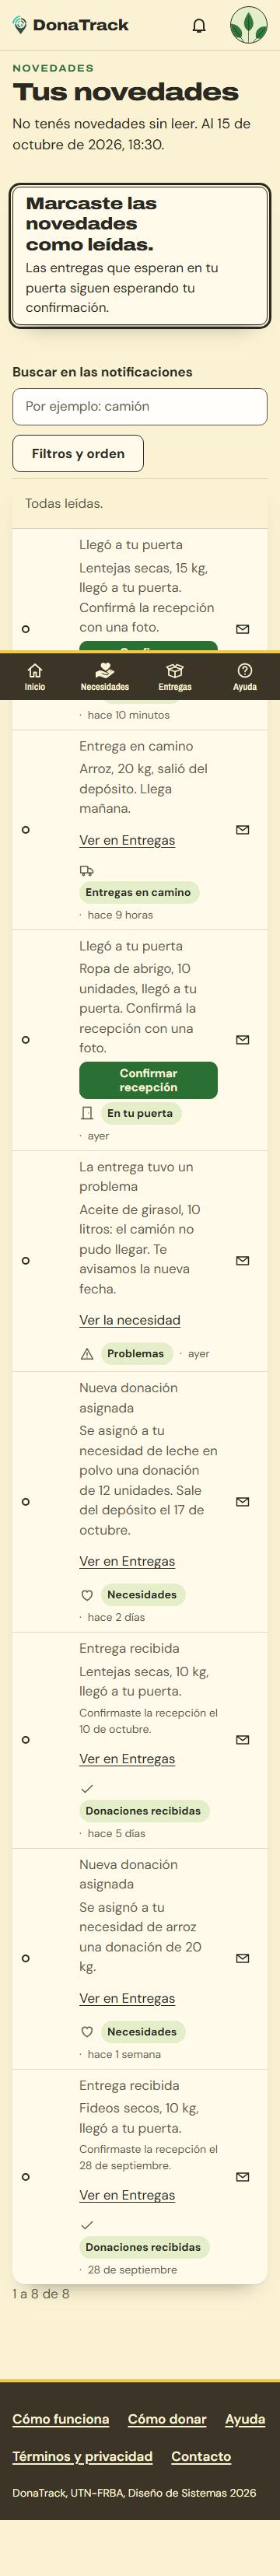 DonaTrack
NOVEDADES
Tus novedades
No tenés novedades sin leer. Al 15 de
octubre de 2026, 18:30.
Marcaste las
novedades
como leídas.
Las entregas que esperan en tu
puerta siguen esperando tu
confirmación.
Buscar en las notificaciones
Por ejemplo: camión
Filtros y orden
Todas leídas.
Llegó a tu puerta
Lentejas secas, 15 kg,
llegó a tu puerta.
Confirmá la recepción
con una foto.
Inicio
Necesidades
Entregas
Ayuda
· hace 10 minutos
Entrega en camino
Arroz, 20 kg, salió del
depósito. Llega
mañana.
Ver en Entregas
Entregas en camino
· hace 9 horas
Llegó a tu puerta
Ropa de abrigo, 10
unidades, llegó a tu
puerta. Confirmá la
recepción con una
foto.
Confirmar
recepción
En tu puerta
· ayer
La entrega tuvo un
problema
Aceite de girasol, 10
litros: el camión no
pudo llegar. Te
avisamos la nueva
fecha.
Ver la necesidad
Problemas · ayer
Nueva donación
asignada
Se asignó a tu
necesidad de leche en
polvo una donación
de 12 unidades. Sale
del depósito el 17 de
octubre.
Ver en Entregas
Necesidades
· hace 2 días
Entrega recibida
Lentejas secas, 10 kg,
llegó a tu puerta.
Confirmaste la recepción el
10 de octubre.
Ver en Entregas
Donaciones recibidas
· hace 5 días
Nueva donación
asignada
Se asignó a tu
necesidad de arroz
una donación de 20
kg.
Ver en Entregas
Necesidades
· hace 1 semana
Entrega recibida
Fideos secos, 10 kg,
llegó a tu puerta.
Confirmaste la recepción el
28 de septiembre.
Ver en Entregas
Donaciones recibidas
· 28 de septiembre
1 a 8 de 8
Cómo funciona Cómo donar Ayuda
Términos y privacidad Contacto
DonaTrack, UTN-FRBA, Diseño de Sistemas 2026